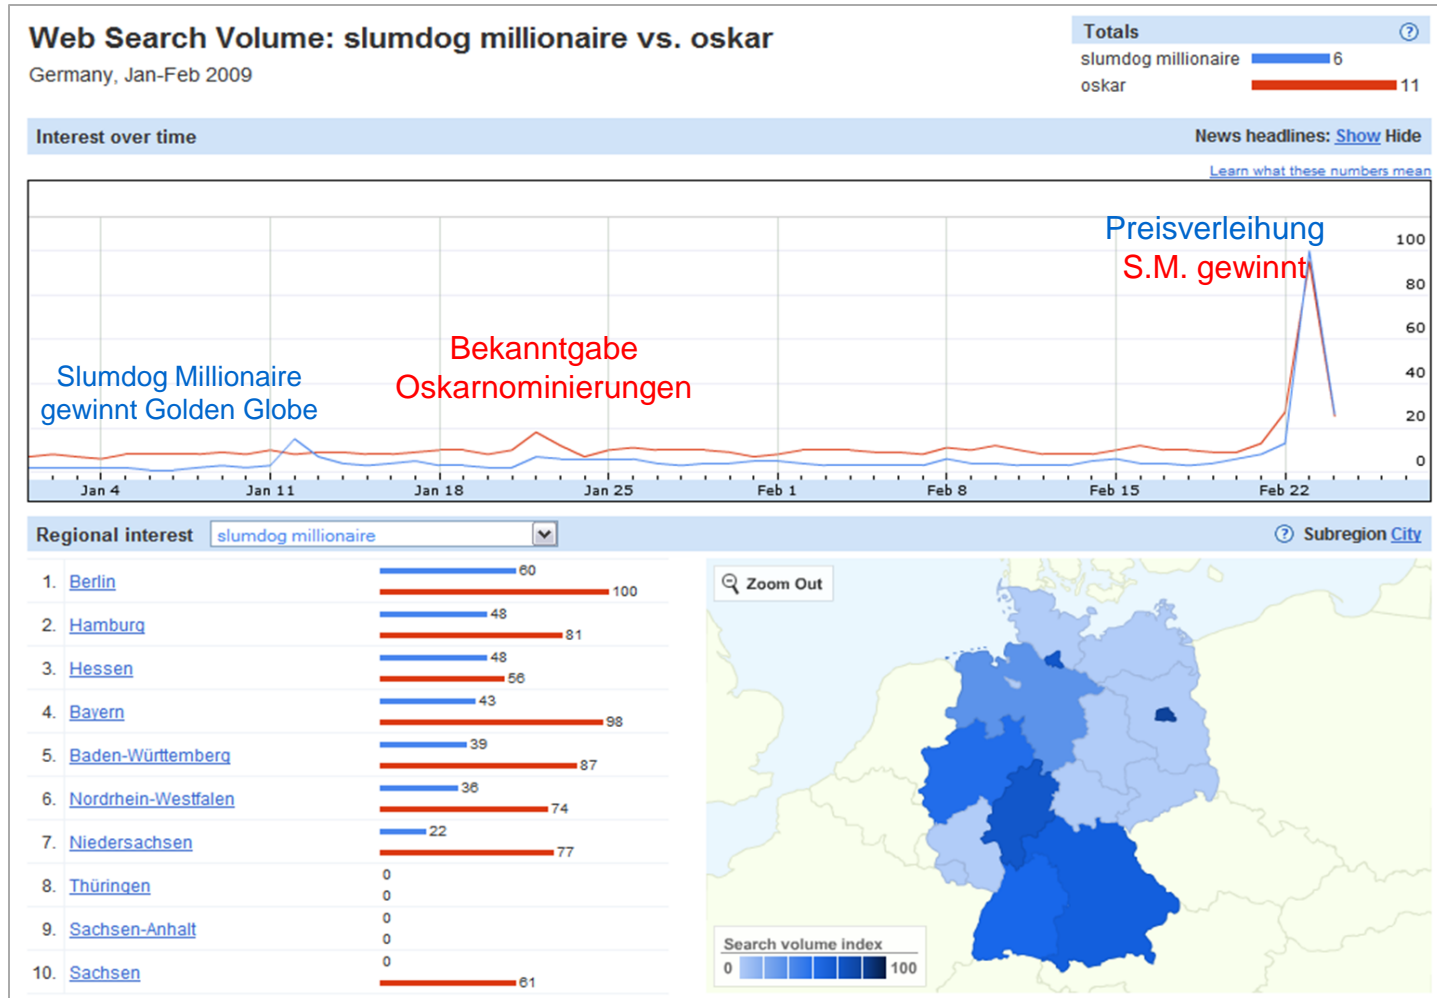 Web Search Volume: slumdog millionaire vs. oskar
Germany, Jan-Feb 2009
Totals
slumdog millionaire 6
oskar 11
Interest over time
News headlines: Show Hide
Learn what these numbers mean
Preisverleihung
S.M. gewinnt
Bekanntgabe
Oskarnominierungen
Slumdog Millionaire
gewinnt Golden Globe
100
80
60
40
20
0
Jan 4 Jan 11 Jan 18 Jan 25 Feb 1 Feb 8 Feb 15 Feb 22
Regional interest slumdog millionaire
Subregion City
1. Berlin 60 100
2. Hamburg 48 81
3. Hessen 48 56
4. Bayern 43 98
5. Baden-Württemberg 39 87
6. Nordrhein-Westfalen 36 74
7. Niedersachsen 22 77
8. Thüringen 0 0
9. Sachsen-Anhalt 0 0
10. Sachsen 0 61
Zoom Out
Search volume index
0 100